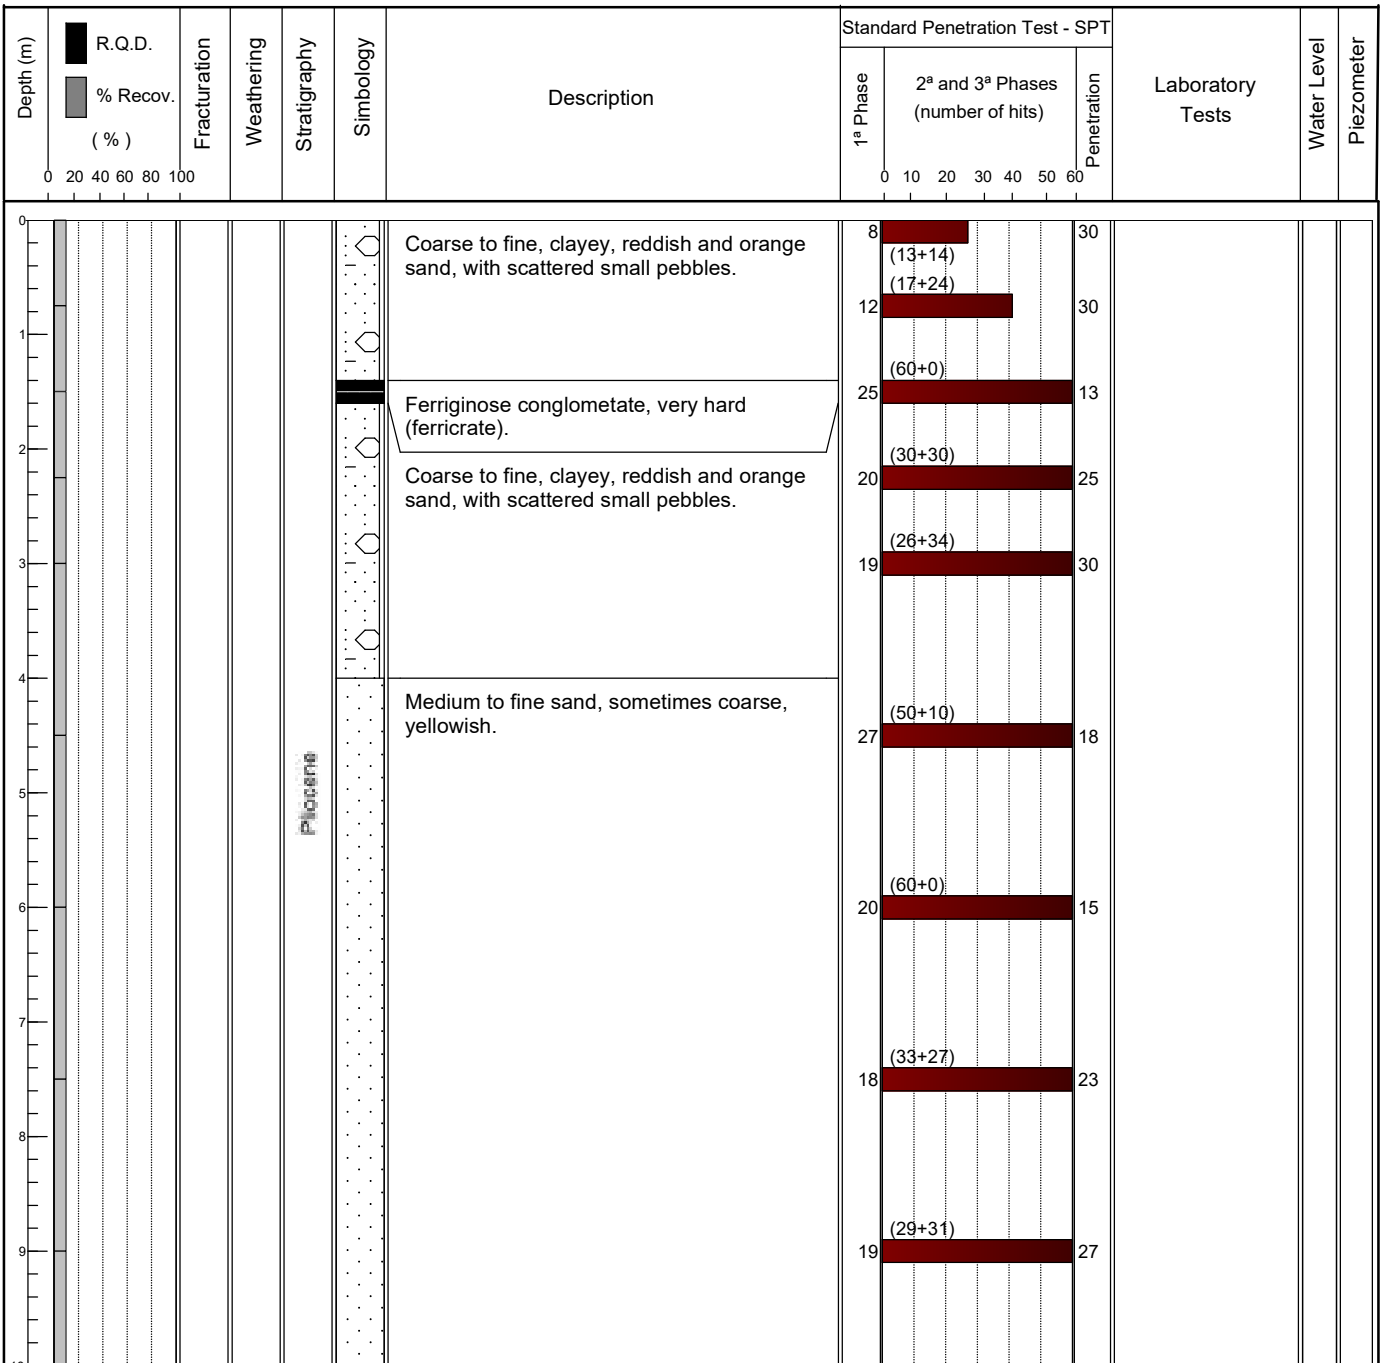 Depth (m)
R.Q.D.
% Recov.
( % )
0 20 40 60 80 100
Fracturation
Weathering
Stratigraphy
Simbology
Description
Standard Penetration Test - SPT
1ª Phase
2ª and 3ª Phases
(number of hits)
0 10 20 30 40 50 60
Penetration
Laboratory
Tests
Water Level
Piezometer
0
Coarse to fine, clayey, reddish and orange
sand, with scattered small pebbles.
8 30
(13+14)
(17+24)
12 30
1
(60+0)
25 13
Ferriginose conglometate, very hard
(ferricrate).
2
(30+30)
20 25
Coarse to fine, clayey, reddish and orange
sand, with scattered small pebbles.
(26+34)
3
19 30
4
Medium to fine sand, sometimes coarse,
yellowish.
(50+10)
27 18
Pliocene
5
(60+0)
6
20 15
7
(33+27)
18 23
8
(29+31)
9
19 27